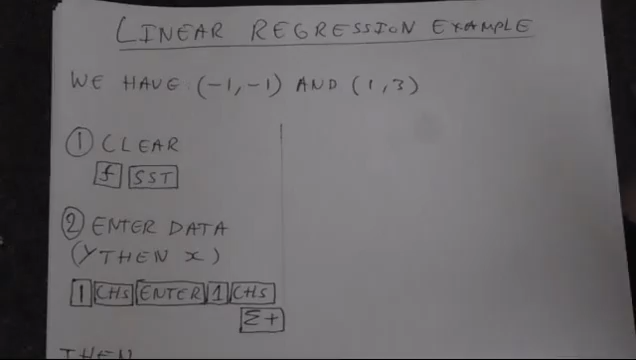 LINEAR REGRESSION EXAMPLE
WE HAVE (-1,-1) AND (1,3)
① CLEAR
f SST
② ENTER DATA
(Y THEN X)
1 CHS ENTER 1 CHS
Σ+
THEN